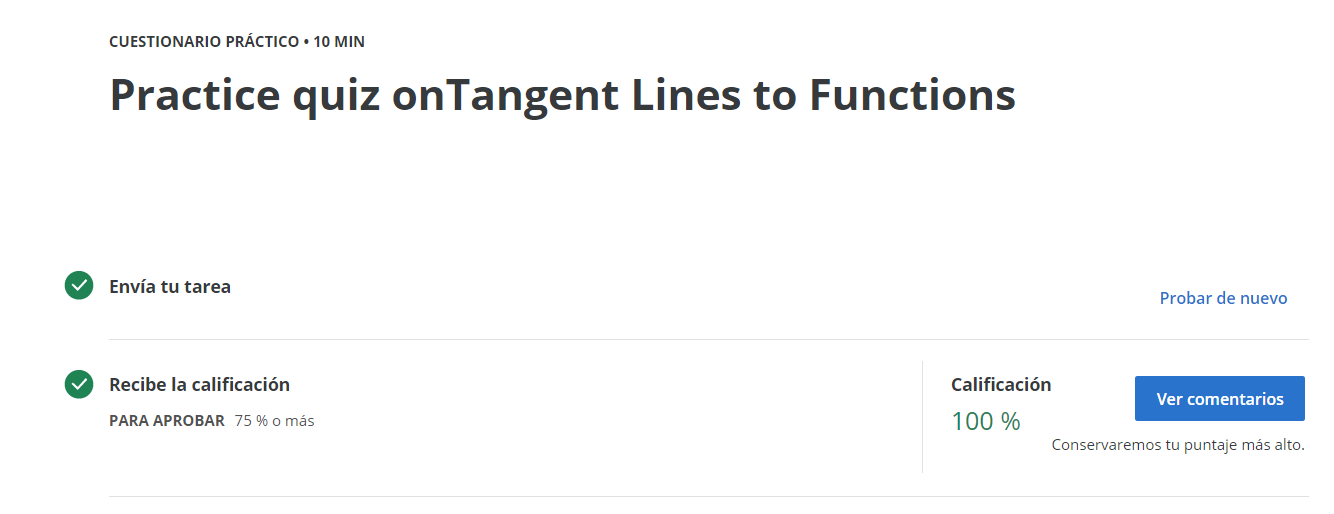 CUESTIONARIO PRÁCTICO • 10 MIN
Practice quiz onTangent Lines to Functions
Envía tu tarea
Probar de nuevo
Recibe la calificación
PARA APROBAR 75 % o más
Calificación
100 %
Ver comentarios
Conservaremos tu puntaje más alto.